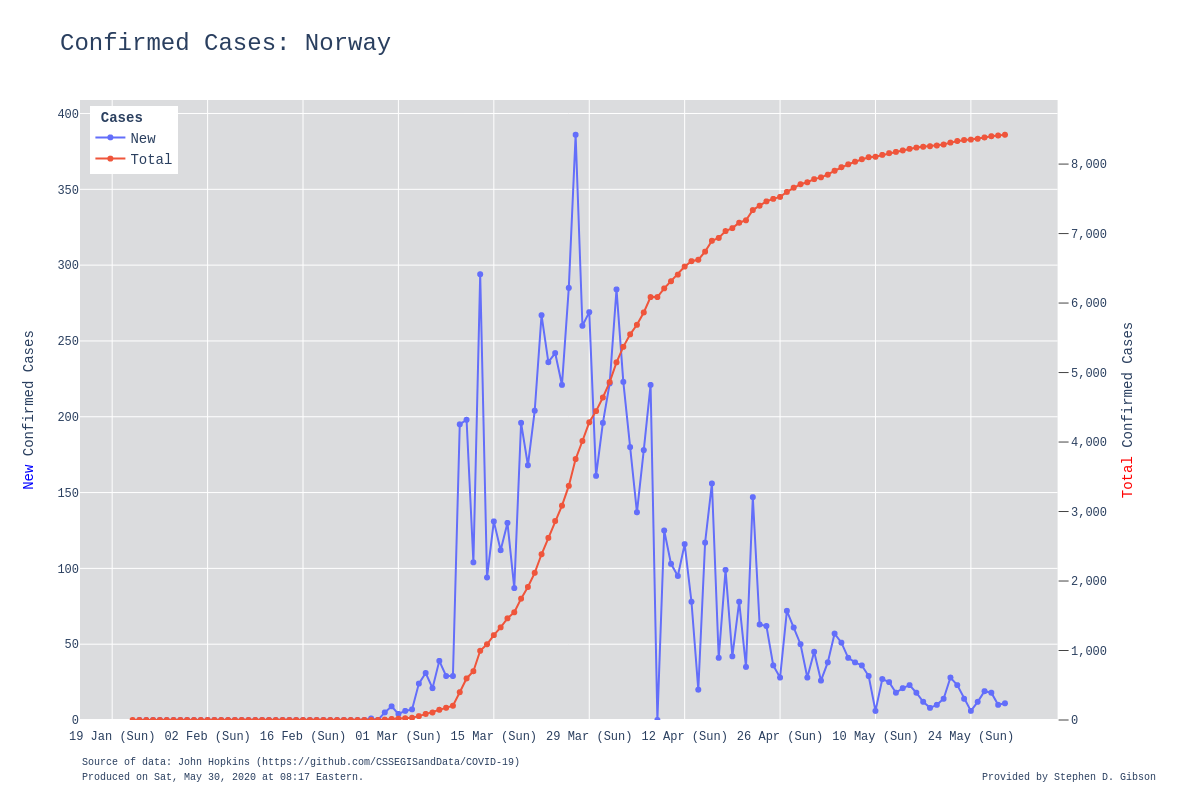 Confirmed Cases: Norway
Cases
New
Total
400
350
300
250
200
150
100
50
0
8,000
7,000
6,000
5,000
4,000
3,000
2,000
1,000
0
New Confirmed Cases
Total Confirmed Cases
19 Jan (Sun) 02 Feb (Sun) 16 Feb (Sun) 01 Mar (Sun) 15 Mar (Sun) 29 Mar (Sun) 12 Apr (Sun) 26 Apr (Sun) 10 May (Sun) 24 May (Sun)
Source of data: John Hopkins (https://github.com/CSSEGISandData/COVID-19)
Produced on Sat, May 30, 2020 at 08:17 Eastern.
Provided by Stephen D. Gibson